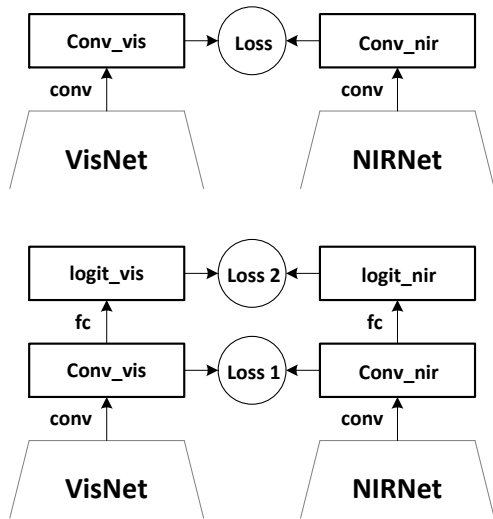 Conv_vis Loss Conv_nir
conv conv
VisNet NIRNet
logit_vis Loss 2 logit_nir
fc fc
Conv_vis Loss 1 Conv_nir
conv conv
VisNet NIRNet